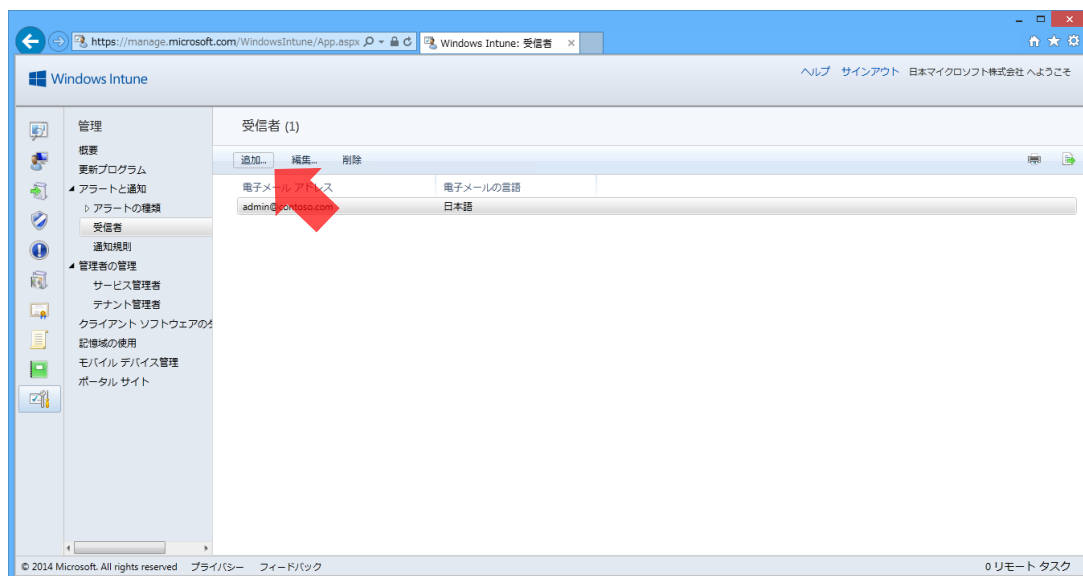 https://manage.microsoft.com/WindowsIntune/App.aspx
Windows Intune: 受信者
Windows Intune
ヘルプ サインアウト 日本マイクロソフト株式会社 へようこそ
管理
概要
更新プログラム
アラートと通知
アラートの種類
受信者
通知規則
管理者の管理
サービス管理者
テナント管理者
クライアント ソフトウェアの
記憶域の使用
モバイル デバイス管理
ポータル サイト
受信者 (1)
追加... 編集... 削除
電子メール アドレス 電子メールの言語
admin@contoso.com 日本語
© 2014 Microsoft. All rights reserved プライバシー フィードバック
0 リモート タスク